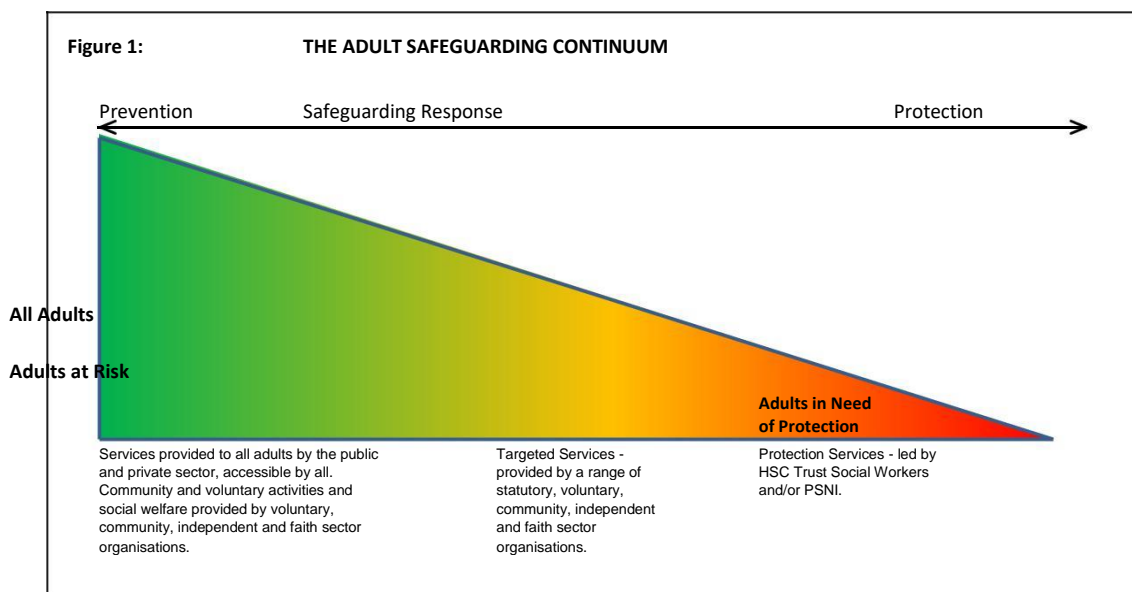 Figure 1: THE ADULT SAFEGUARDING CONTINUUM
Prevention Safeguarding Response Protection
All Adults
Adults at Risk
Adults in Need
of Protection
Services provided to all adults by the public
and private sector, accessible by all.
Community and voluntary activities and
social welfare provided by voluntary,
community, independent and faith sector
organisations.
Targeted Services -
provided by a range of
statutory, voluntary,
community, independent
and faith sector
organisations.
Protection Services - led by
HSC Trust Social Workers
and/or PSNI.